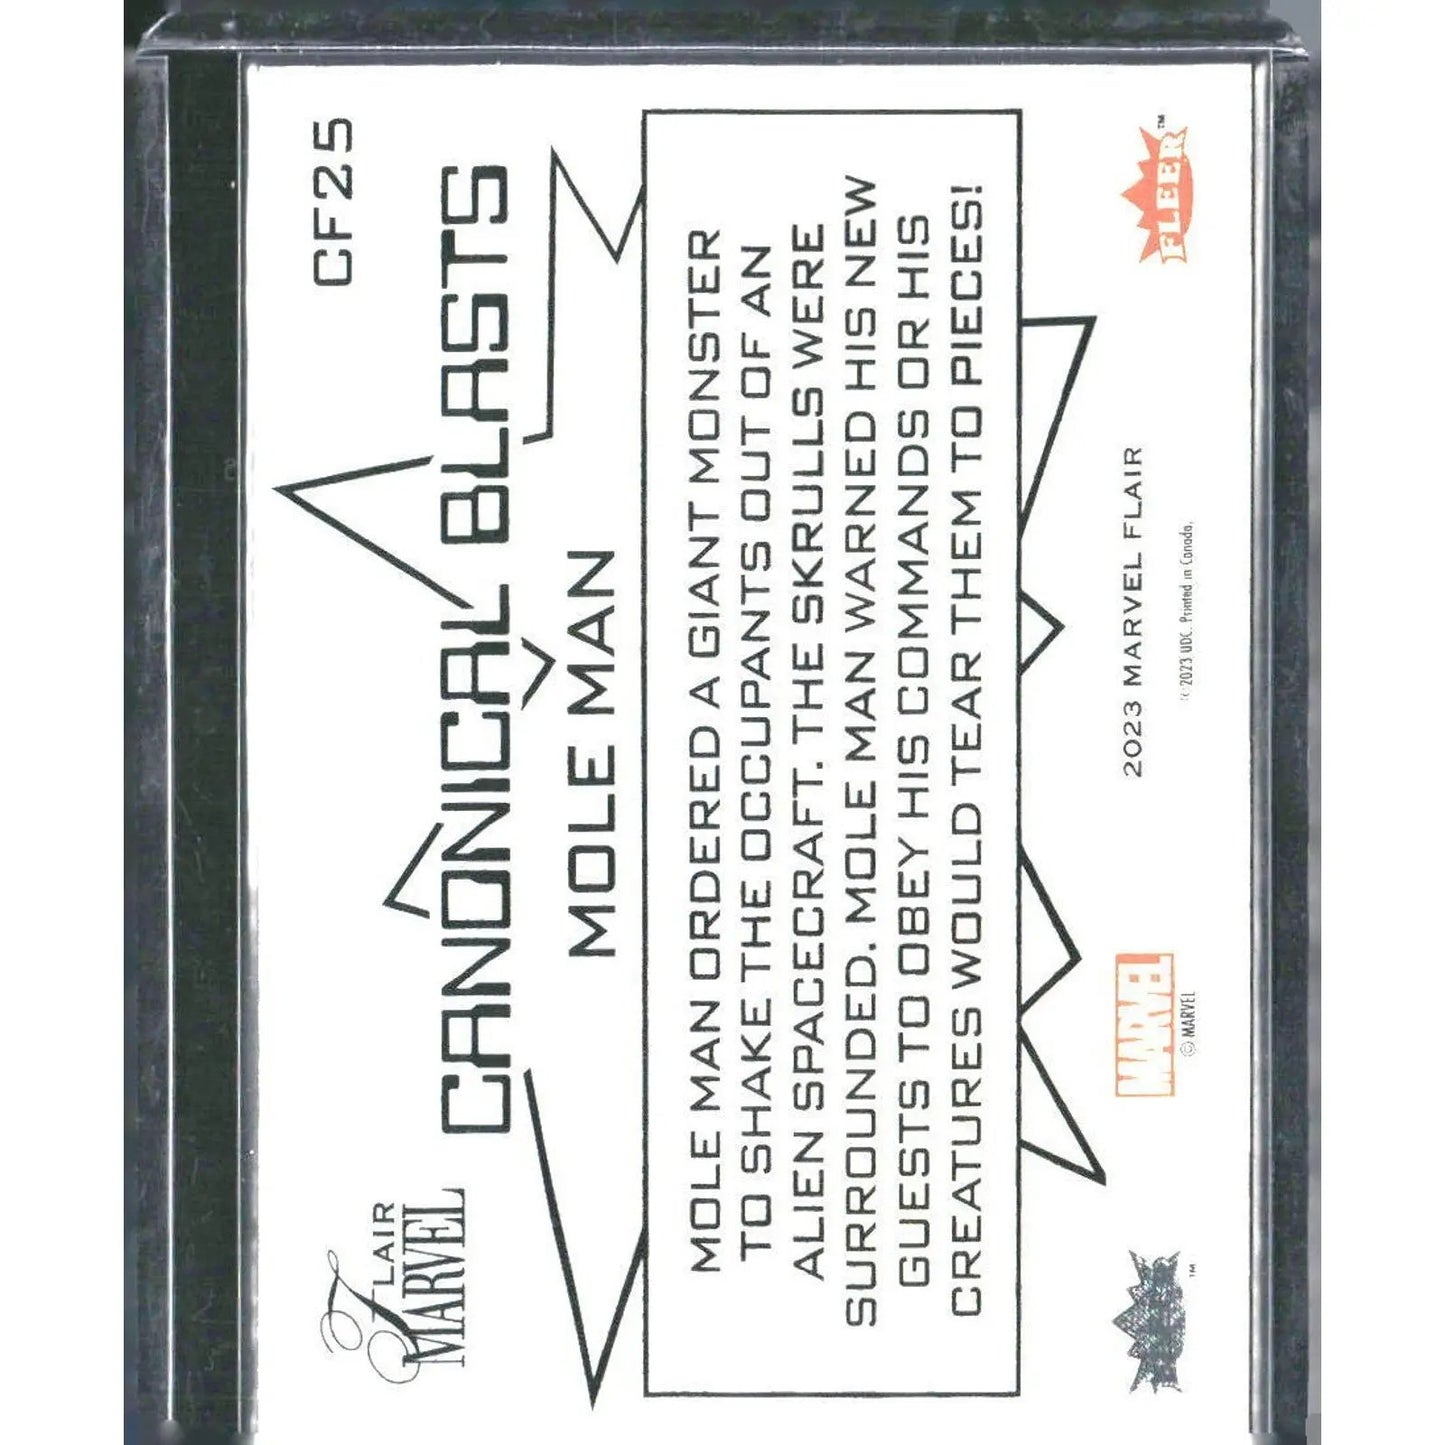 CF25
FLAIR
MARVEL
CANONICAL BLASTS
MOLE MAN
MOLE MAN ORDERED A GIANT MONSTER
TO SHAKE THE OCCUPANTS OUT OF AN
ALIEN SPACECRAFT. THE SKRULLS WERE
SURROUNDED. MOLE MAN WARNED HIS NEW
GUESTS TO OBEY HIS COMMANDS OR HIS
CREATURES WOULD TEAR THEM TO PIECES!
MARVEL
© MARVEL
2023 MARVEL FLAIR
© 2023 UDC. Printed in Canada.
FLEER™
™